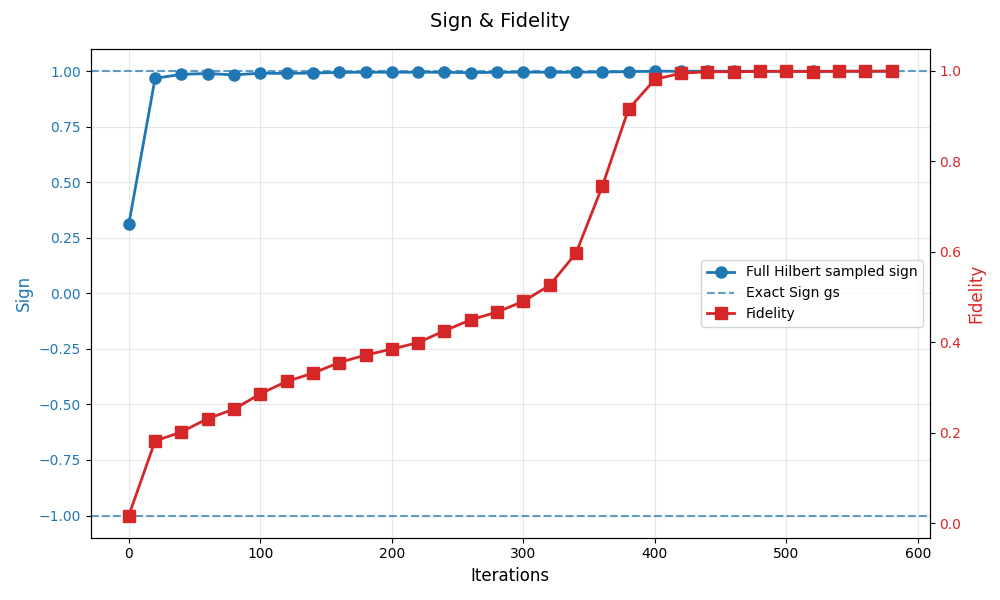 Sign & Fidelity
1.00
0.75
0.50
0.25
0.00
−0.25
−0.50
−0.75
−1.00
Sign
1.0
0.8
0.6
0.4
0.2
0.0
Fidelity
Full Hilbert sampled sign
Exact Sign gs
Fidelity
0 100 200 300 400 500 600
Iterations